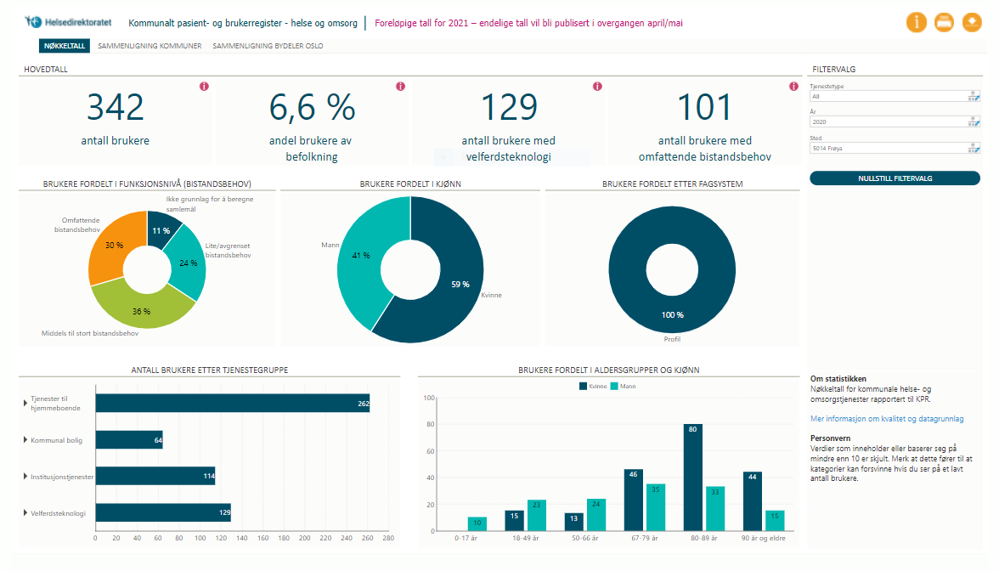 Helsedirektoratet
Kommunalt pasient- og brukerregister - helse og omsorg
Foreløpige tall for 2021 – endelige tall vil bli publisert i overgangen april/mai
NØKKELTALL
SAMMENLIGNING KOMMUNER
SAMMENLIGNING BYDELER OSLO
HOVEDTALL
342
antall brukere
6,6 %
andel brukere av
befolkning
129
antall brukere med
velferdsteknologi
101
antall brukere med
omfattende bistandsbehov
FILTERVALG
Tjenestetype
All
År
2020
Sted
5014 Frøya
NULLSTILL FILTERVALG
BRUKERE FORDELT I FUNKSJONSNIVÅ (BISTANDSBEHOV)
Ikke grunnlag for å beregne
samlemål
Omfattende
bistandsbehov
11 %
30 %
Lite/avgrenset
bistandsbehov
24 %
36 %
Middels til stort bistandsbehov
BRUKERE FORDELT I KJØNN
Mann
41 %
59 %
Kvinne
BRUKERE FORDELT ETTER FAGSYSTEM
100 %
Profil
ANTALL BRUKERE ETTER TJENESTEGRUPPE
Tjenester til
hjemmeboende
262
Kommunal bolig
64
Institusjonstjenester
114
Velferdsteknologi
129
0 20 40 60 80 100 120 140 160 180 200 220 240 260 280
BRUKERE FORDELT I ALDERSGRUPPER OG KJØNN
Kvinne Mann
100
80
60
40
20
0
10
15
23
13
24
46
35
80
33
44
15
0-17 år 18-49 år 50-66 år 67-79 år 80-89 år 90 år og eldre
Om statistikken
Nøkkeltall for kommunale helse- og
omsorgstjenester rapportert til KPR.
Mer informasjon om kvalitet og datagrunnlag
Personvern
Verdier som inneholder eller baserer seg på
mindre enn 10 er skjult. Merk at dette fører til at
kategorier kan forsvinne hvis du ser på et lavt
antall brukere.